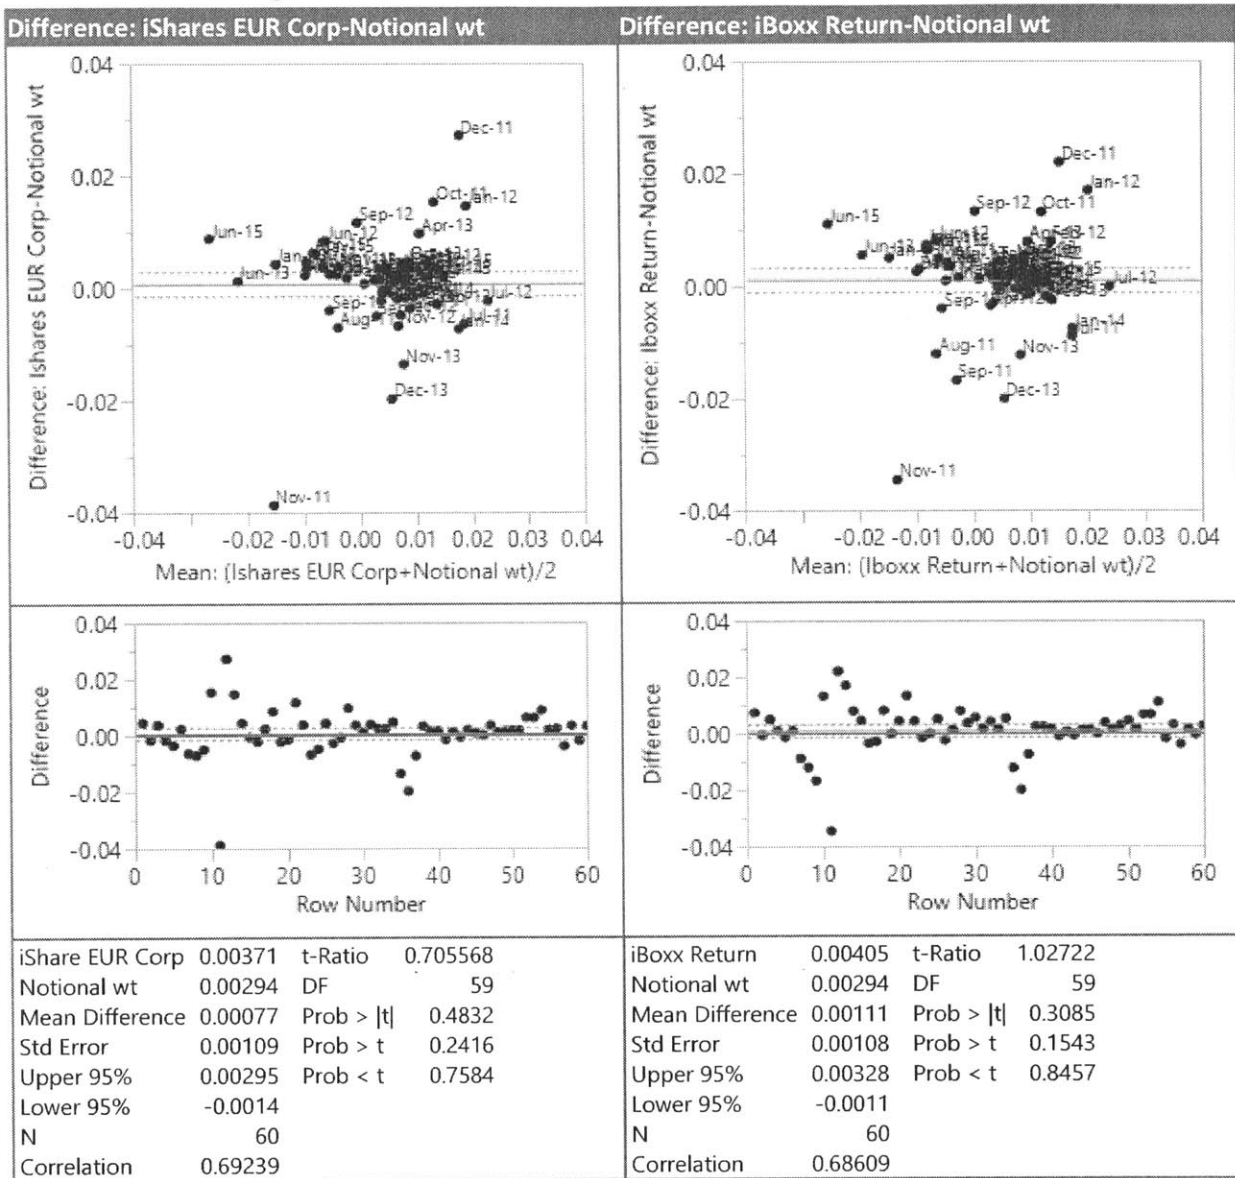 Difference: iShares EUR Corp-Notional wt
Difference: Ishares EUR Corp-Notional wt
0.04
0.02
0.00
-0.02
-0.04
Dec-11
Oct-11
Jan-12
Sep-12
Apr-13
Jun-15
Jun-12
Jun-13
Jul-12
Aug-11
Nov-12
Jul-11
Jan-14
Nov-13
Dec-13
Nov-11
-0.04 -0.02 -0.01 0.00 0.01 0.02 0.03 0.04
Mean: (Ishares EUR Corp+Notional wt)/2
Difference: iBoxx Return-Notional wt
Difference: Iboxx Return-Notional wt
0.04
0.02
0.00
-0.02
-0.04
Dec-11
Jan-12
Sep-12
Oct-11
Jun-15
Jun-12
Jun-13
Jul-12
Jan-14
Jul-11
Aug-11
Nov-13
Sep-11
Dec-13
Nov-11
-0.04 -0.02 -0.01 0.00 0.01 0.02 0.03 0.04
Mean: (Iboxx Return+Notional wt)/2
Difference
0.04
0.02
0.00
-0.02
-0.04
0 10 20 30 40 50 60
Row Number
Difference
0.04
0.02
0.00
-0.02
-0.04
0 10 20 30 40 50 60
Row Number
iShare EUR Corp 0.00371 t-Ratio 0.705568
Notional wt 0.00294 DF 59
Mean Difference 0.00077 Prob > |t| 0.4832
Std Error 0.00109 Prob > t 0.2416
Upper 95% 0.00295 Prob < t 0.7584
Lower 95% -0.0014
N 60
Correlation 0.69239
iBoxx Return 0.00405 t-Ratio 1.02722
Notional wt 0.00294 DF 59
Mean Difference 0.00111 Prob > |t| 0.3085
Std Error 0.00108 Prob > t 0.1543
Upper 95% 0.00328 Prob < t 0.8457
Lower 95% -0.0011
N 60
Correlation 0.68609